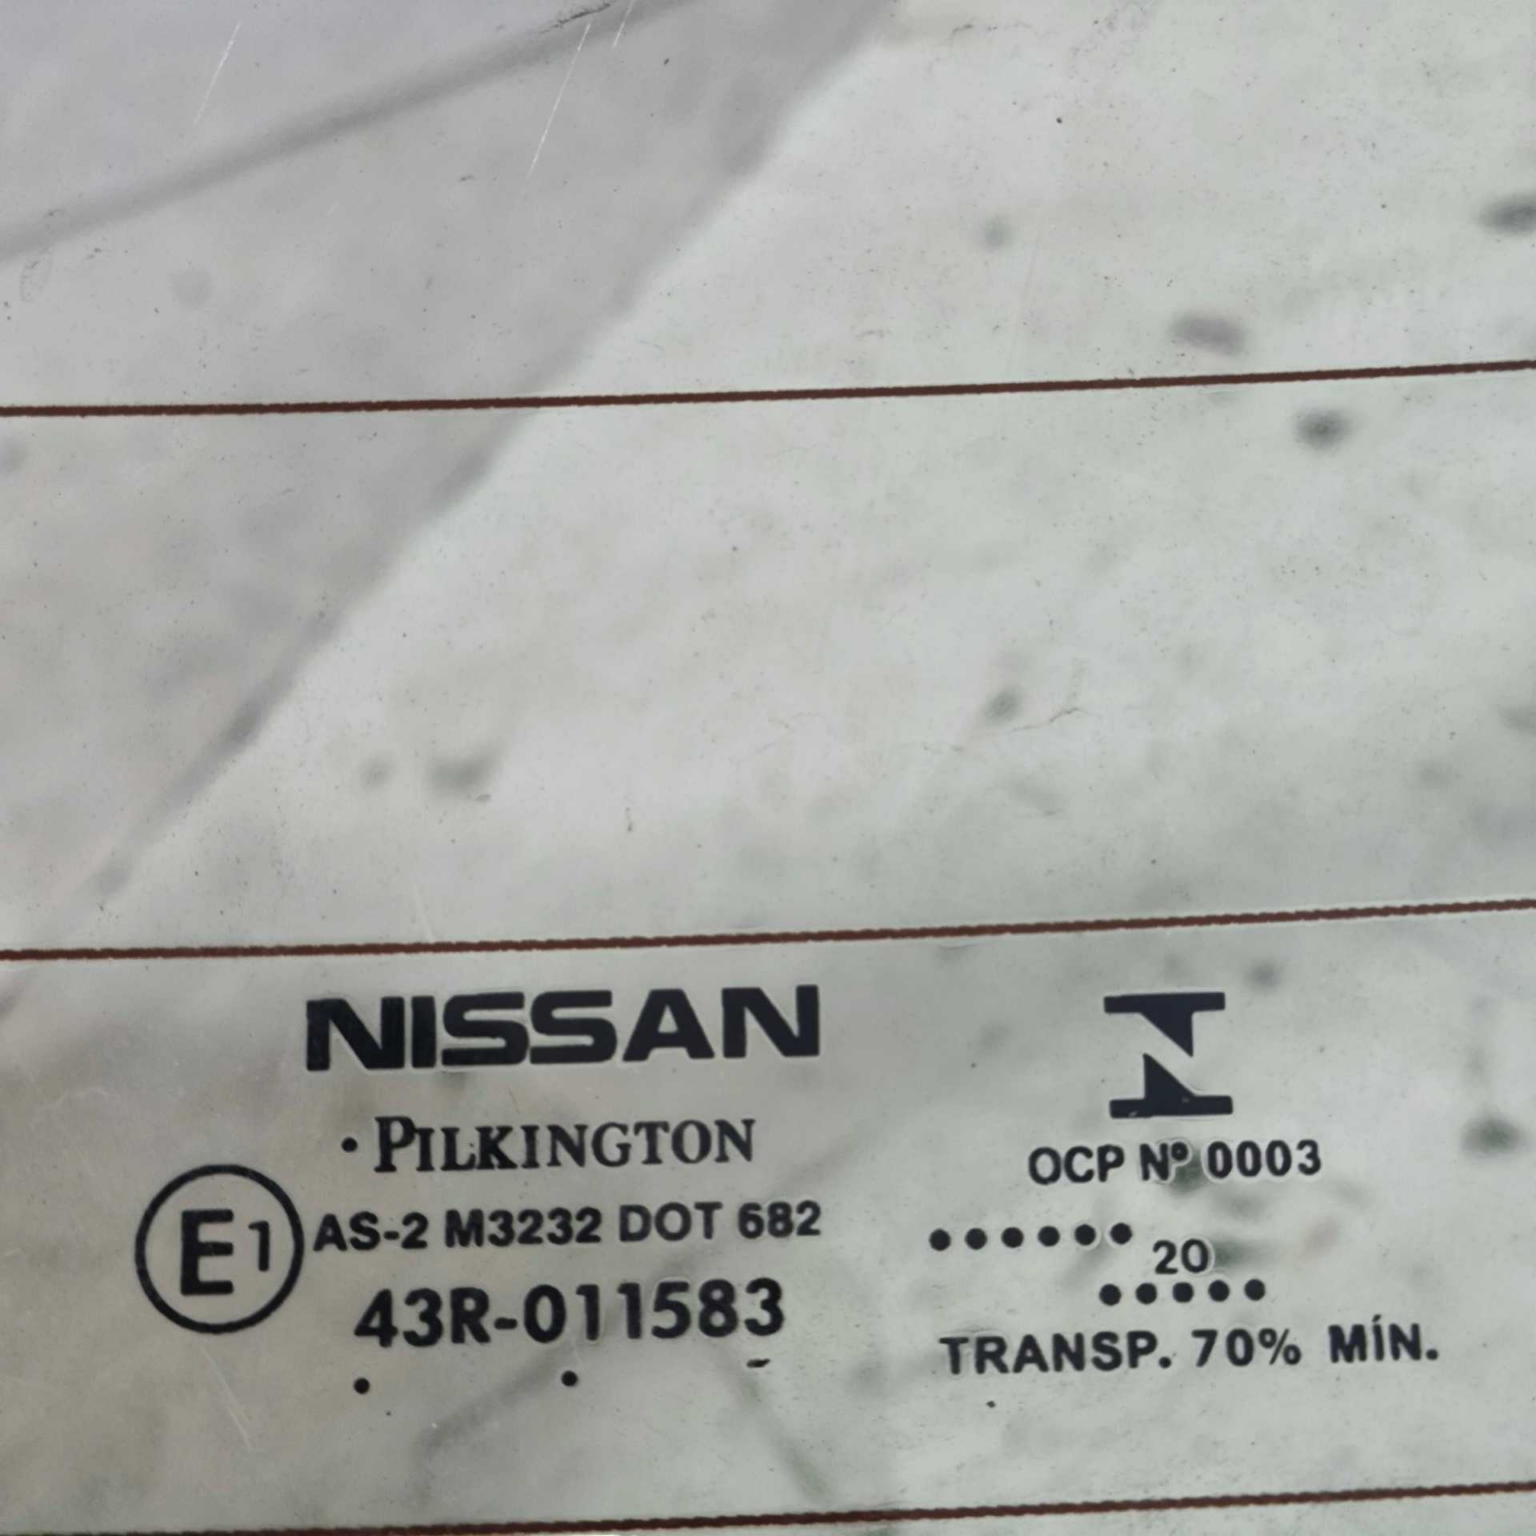 NISSAN
• PILKINGTON
E1
AS-2 M3232 DOT 682
43R-011583
OCP Nº 0003
•••••• 20 •••••
TRANSP. 70% MÍN.